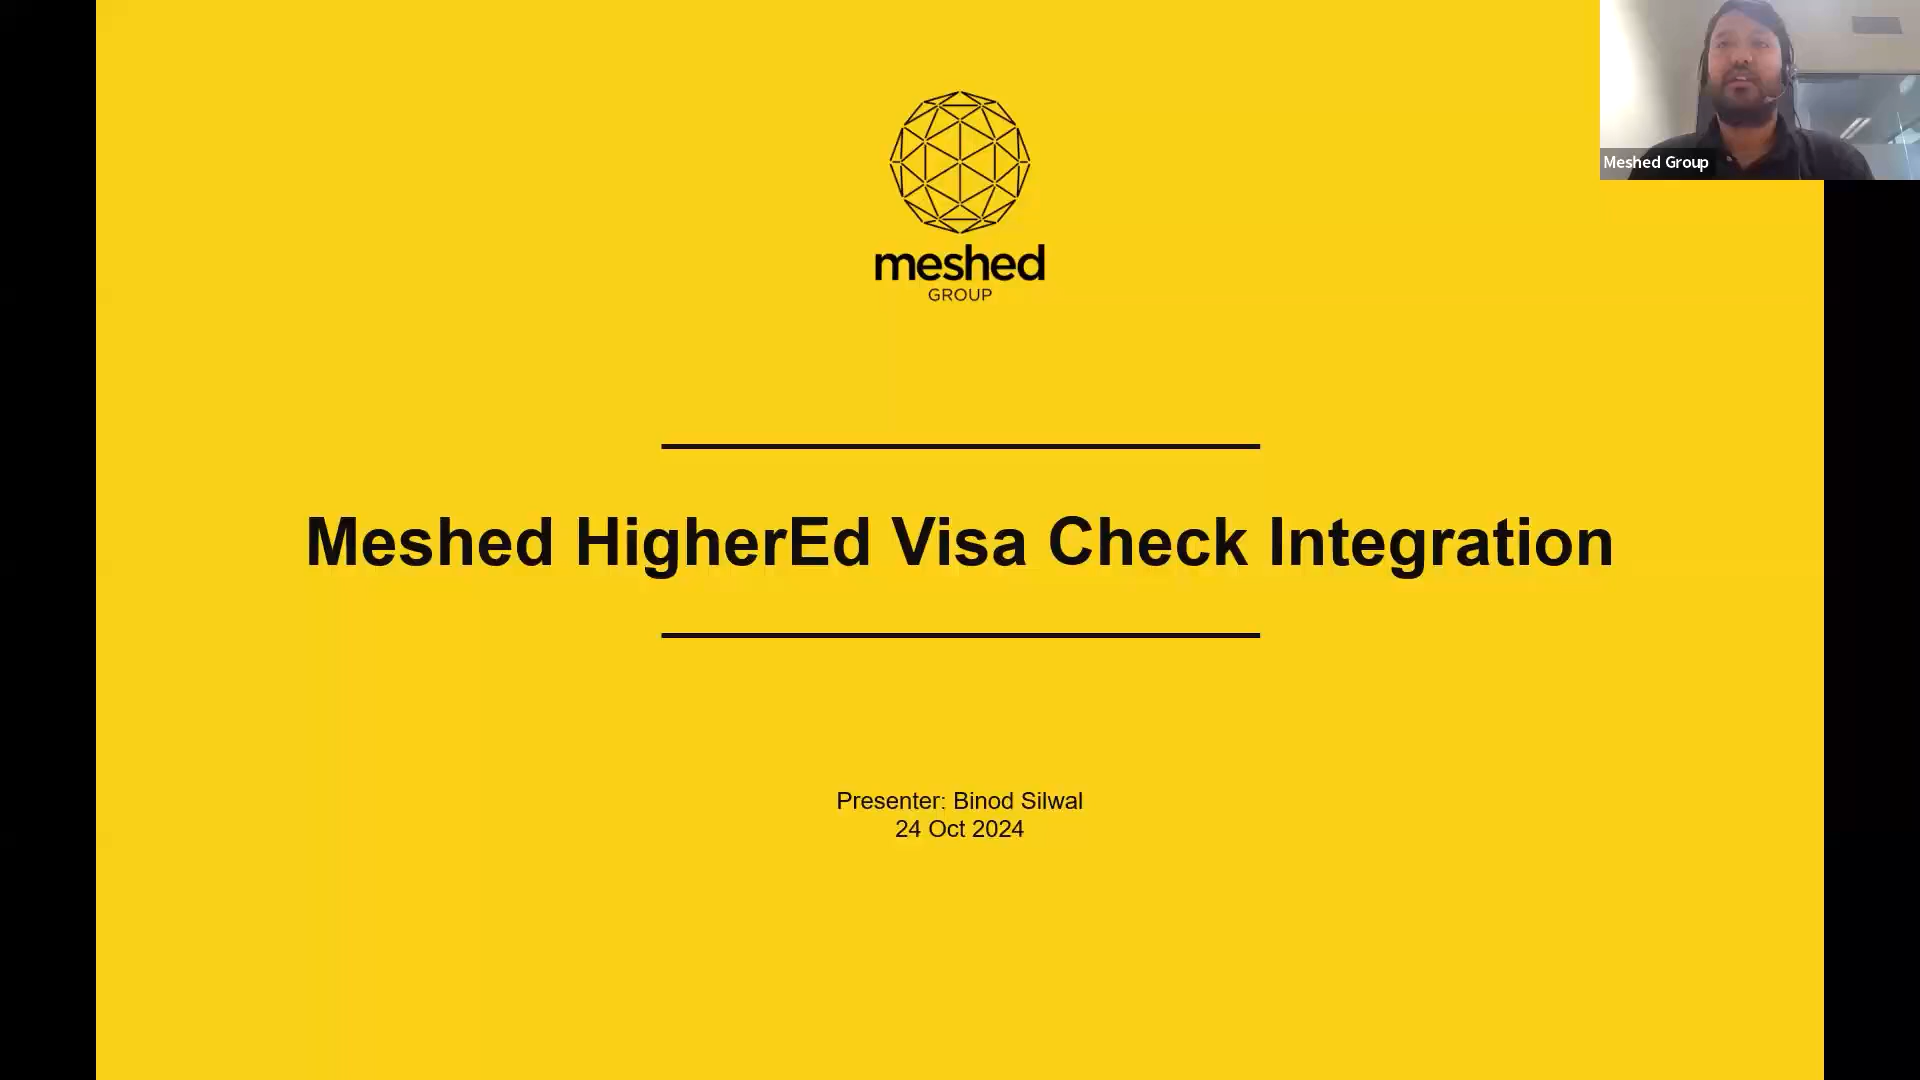 Meshed Group
meshed
GROUP
Meshed HigherEd Visa Check Integration
Presenter: Binod Silwal
24 Oct 2024